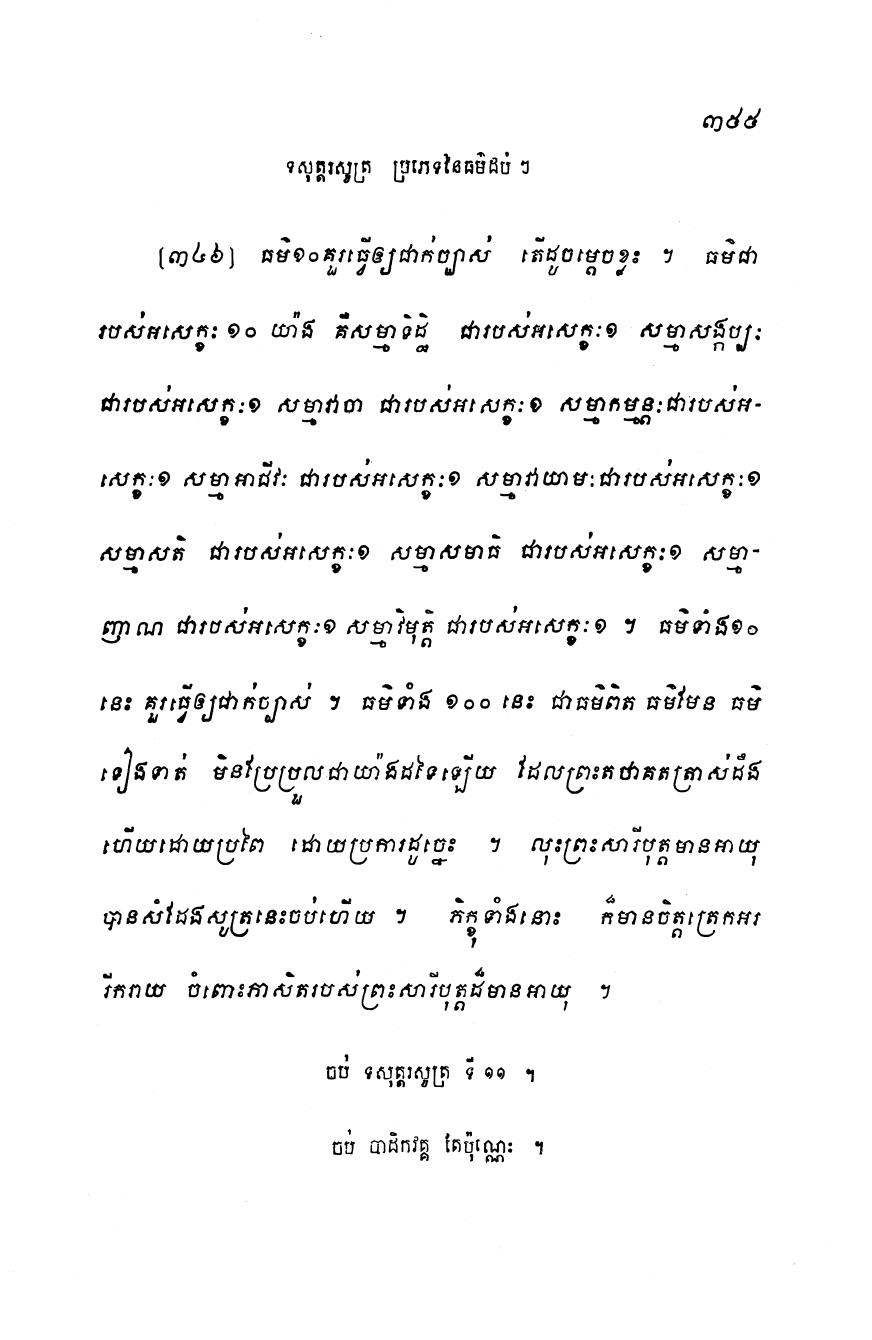 ៣៥៥
ទសុត្តរសូត្រ ប្រភេទនៃធម៌ដប់ ៗ
[៣៤៦] ធម៌១០គួរធ្វើឲ្យជាក់ច្បាស់ តើដូចម្តេចខ្លះ ។ ធម៌ជា
របស់អសេក្ខៈ ១០ យ៉ាង គឺសម្មាទិដ្ឋិ ជារបស់អសេក្ខៈ១ សម្មាសង្កប្បៈ
ជារបស់អសេក្ខៈ១ សម្មាវាចា ជារបស់អសេក្ខៈ១ សម្មាកម្មន្តៈជារបស់អ-
សេក្ខៈ១ សម្មាអាជីវៈ ជារបស់អសេក្ខៈ១ សម្មាវាយាមៈជារបស់អសេក្ខៈ១
សម្មាសតិ ជារបស់អសេក្ខៈ១ សម្មាសមាធិ ជារបស់អសេក្ខៈ១ សម្មា-
ញាណ ជារបស់អសេក្ខៈ១ សម្មាវិមុត្តិ ជារបស់អសេក្ខៈ១ ។ ធម៌ទាំង១០
នេះ គួរធ្វើឲ្យជាក់ច្បាស់ ។ ធម៌ទាំង ១០០ នេះ ជាធម៌ពិត ធម៌មែន ធម៌
ទៀងទាត់ មិនប្រែប្រួលជាយ៉ាងដទៃឡើយ ដែលព្រះតថាគតត្រាស់ដឹង
ហើយដោយប្រពៃ ដោយប្រការដូច្នេះ ។ លុះព្រះសារីបុត្តមានអាយុ
បានសំដែងសូត្រនេះចប់ហើយ ។ ភិក្ខុទាំងនោះ ក៏មានចិត្តត្រេកអរ
រីករាយ ចំពោះភាសិតរបស់ព្រះសារីបុត្តដ៏មានអាយុ ។
ចប់ ទសុត្តរសូត្រ ទី ១១ ។
ចប់ បាដិកវគ្គ តែប៉ុណ្ណេះ ។